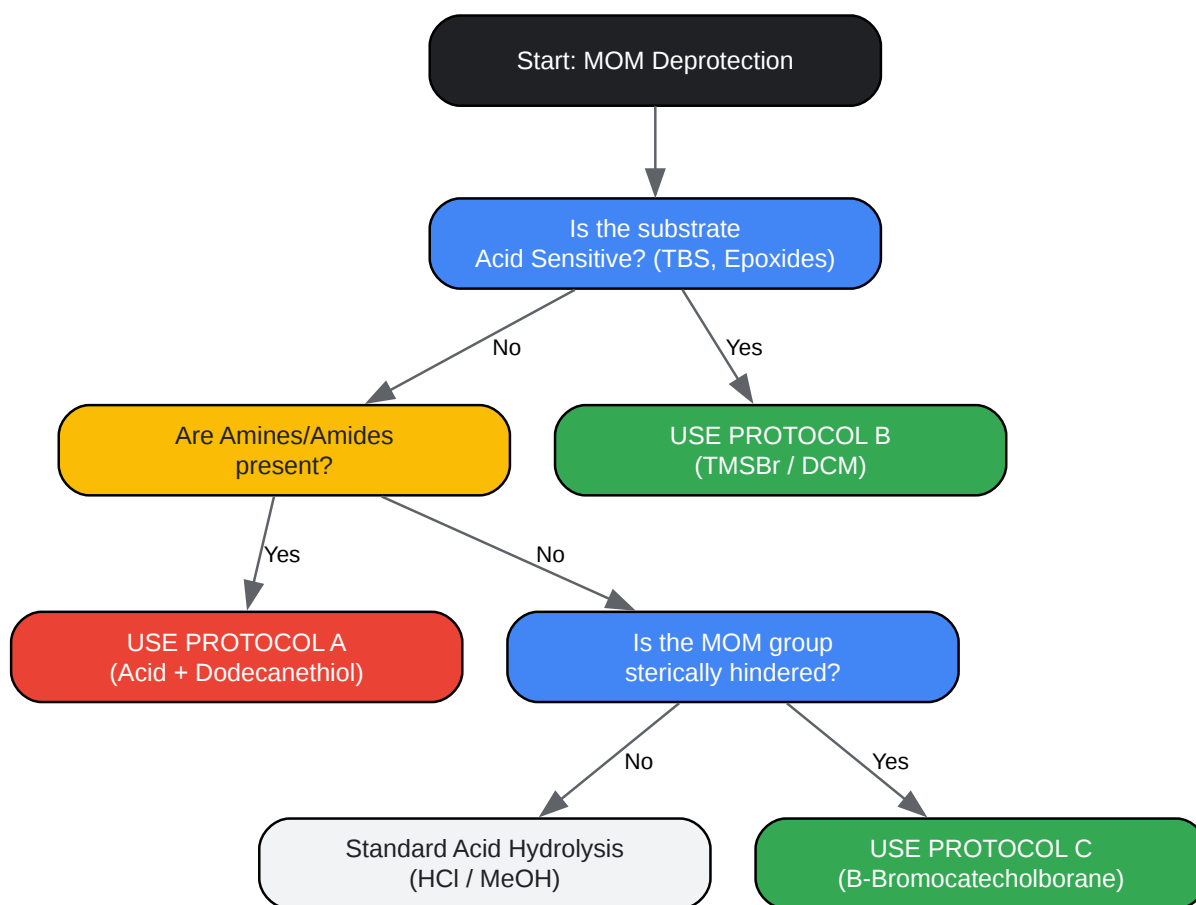 Start: MOM Deprotection
Is the substrate
Acid Sensitive? (TBS, Epoxides)
No
Yes
Are Amines/Amides
present?
USE PROTOCOL B
(TMSBr / DCM)
Yes
No
USE PROTOCOL A
(Acid + Dodecanethiol)
Is the MOM group
sterically hindered?
No
Yes
Standard Acid Hydrolysis
(HCl / MeOH)
USE PROTOCOL C
(B-Bromocatecholborane)